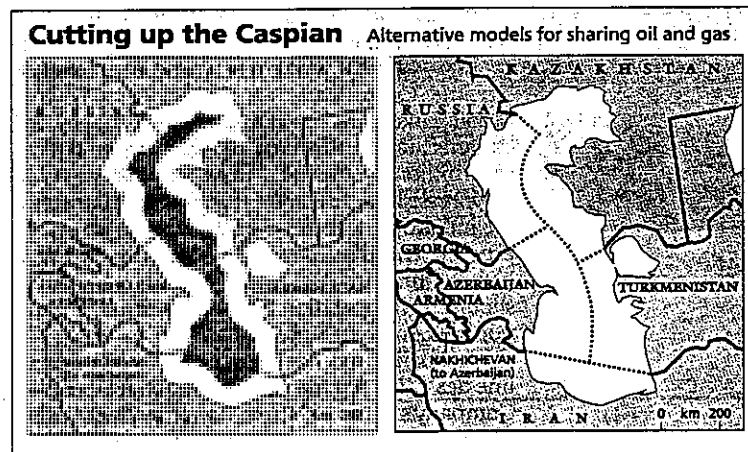 Cutting up the Caspian Alternative models for sharing oil and gas
KAZAKHSTAN
RUSSIA
GEORGIA
AZERBAIJAN
ARMENIA
TURKMENISTAN
NAKHICHEVAN
(to Azerbaijan)
IRAN
0 km 200